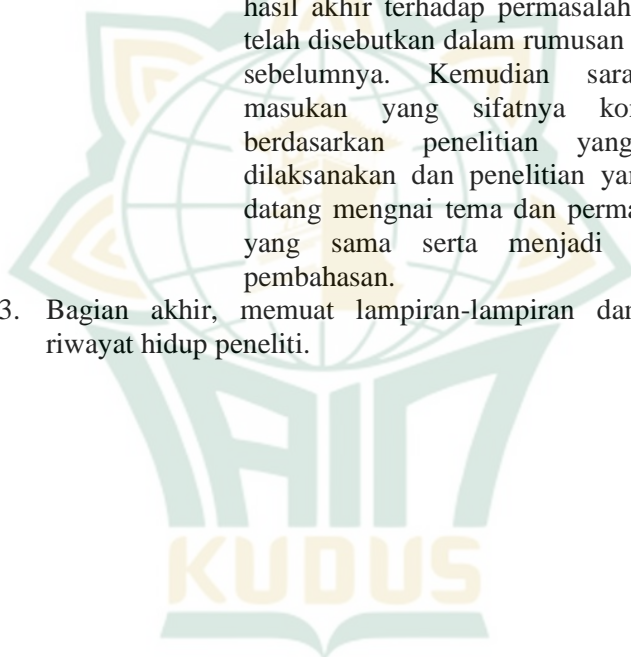 hasil akhir terhadap permasalah
telah disebutkan dalam rumusan
sebelumnya. Kemudian sara
masukan yang sifatnya kon
berdasarkan penelitian yang
dilaksanakan dan penelitian yan
datang mengnai tema dan perma
yang sama serta menjadi
pembahasan.
3. Bagian akhir, memuat lampiran-lampiran dan
riwayat hidup peneliti.
IAIN
KUDUS